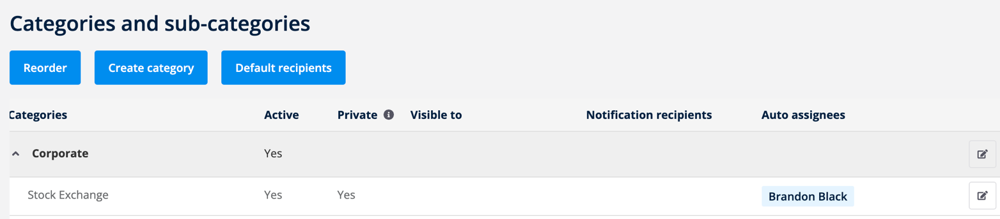 Categories and sub-categories
Reorder Create category Default recipients
Categories Active Private Visible to Notification recipients Auto assignees
Corporate Yes
Stock Exchange Yes Yes Brandon Black